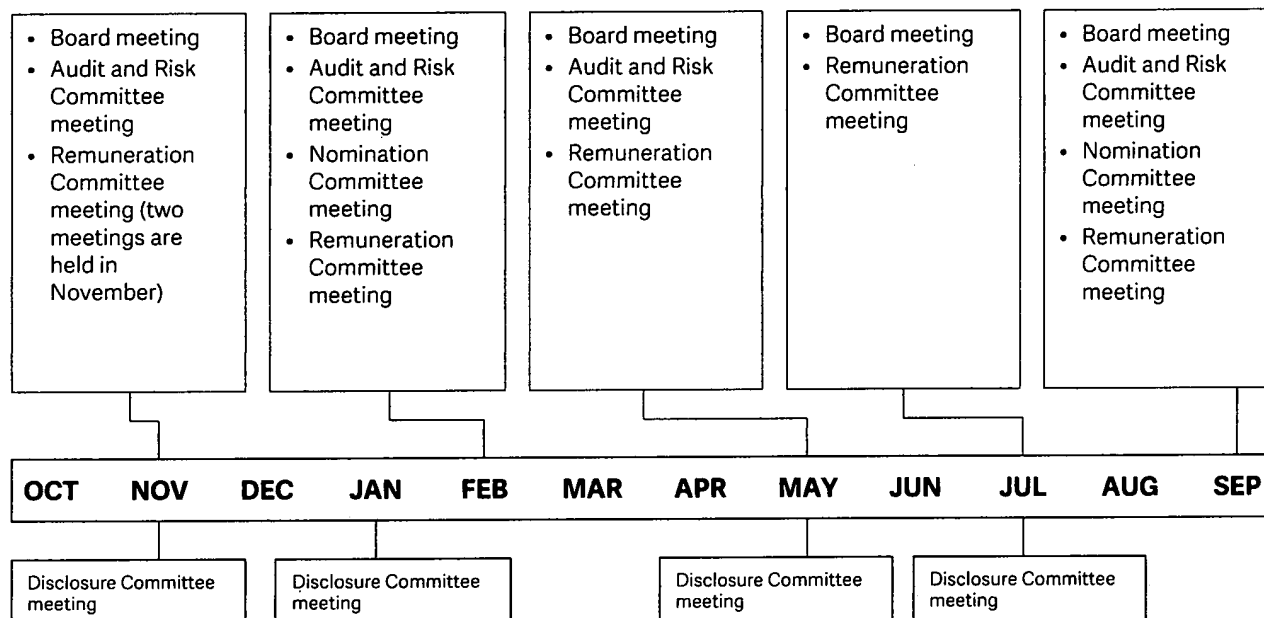 • Board meeting
• Audit and Risk
Committee
meeting
• Remuneration
Committee
meeting (two
meetings are
held in
November)
• Board meeting
• Audit and Risk
Committee
meeting
• Nomination
Committee
meeting
• Remuneration
Committee
meeting
• Board meeting
• Audit and Risk
Committee
meeting
• Remuneration
Committee
meeting
• Board meeting
• Remuneration
Committee
meeting
• Board meeting
• Audit and Risk
Committee
meeting
• Nomination
Committee
meeting
• Remuneration
Committee
meeting
OCT NOV DEC JAN FEB MAR APR MAY JUN JUL AUG SEP
Disclosure Committee
meeting
Disclosure Committee
meeting
Disclosure Committee
meeting
Disclosure Committee
meeting